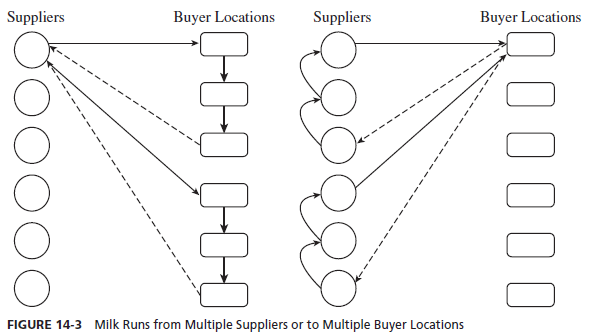 Suppliers Buyer Locations Suppliers Buyer Locations
FIGURE 14-3 Milk Runs from Multiple Suppliers or to Multiple Buyer Locations